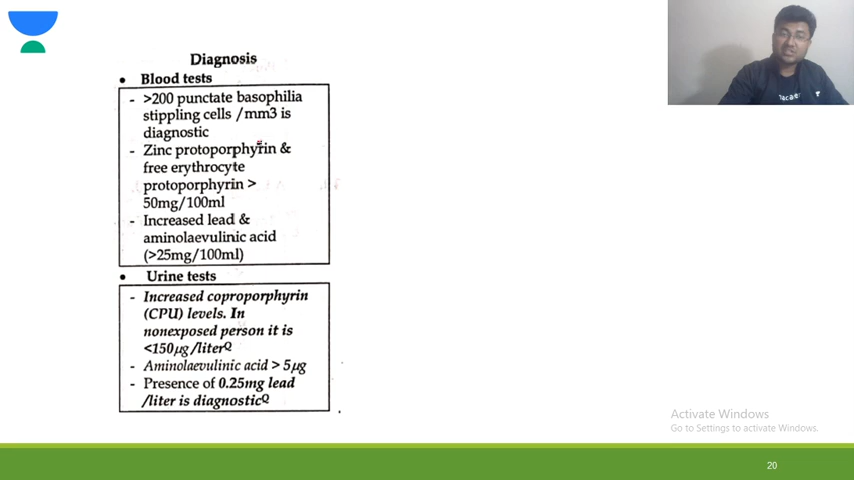 Diagnosis
• Blood tests
- >200 punctate basophilia
stippling cells /mm3 is
diagnostic
- Zinc protoporphyrin &
free erythrocyte
protoporphyrin >
50mg/100ml
- Increased lead &
aminolaevulinic acid
(>25mg/100ml)
• Urine tests
- Increased coproporphyrin
(CPU) levels. In
nonexposed person it is
<150µg/literQ
- Aminolaevulinic acid > 5µg
- Presence of 0.25mg lead
/liter is diagnosticQ
Activate Windows
Go to Settings to activate Windows.
20